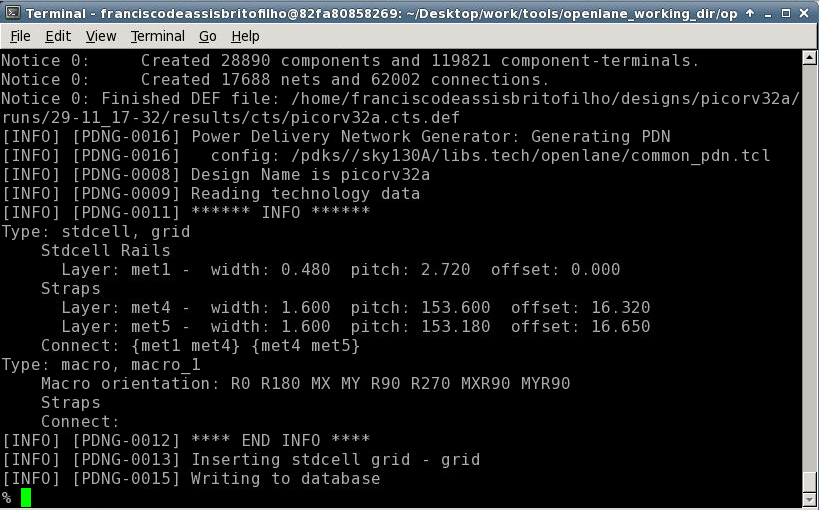 Terminal - franciscodeassisbritofilho@82fa80858269: ~/Desktop/work/tools/openlane_working_dir/op
File Edit View Terminal Go Help
Notice 0:     Created 28890 components and 119821 component-terminals.
Notice 0:     Created 17688 nets and 62002 connections.
Notice 0: Finished DEF file: /home/franciscodeassisbritofilho/designs/picorv32a/
runs/29-11_17-32/results/cts/picorv32a.cts.def
[INFO] [PDNG-0016] Power Delivery Network Generator: Generating PDN
[INFO] [PDNG-0016]   config: /pdks//sky130A/libs.tech/openlane/common_pdn.tcl
[INFO] [PDNG-0008] Design Name is picorv32a
[INFO] [PDNG-0009] Reading technology data
[INFO] [PDNG-0011] ****** INFO ******
Type: stdcell, grid
    Stdcell Rails
      Layer: met1 -  width: 0.480  pitch: 2.720  offset: 0.000
    Straps
      Layer: met4 -  width: 1.600  pitch: 153.600  offset: 16.320
      Layer: met5 -  width: 1.600  pitch: 153.180  offset: 16.650
    Connect: {met1 met4} {met4 met5}
Type: macro, macro_1
    Macro orientation: R0 R180 MX MY R90 R270 MXR90 MYR90
    Straps
    Connect:
[INFO] [PDNG-0012] **** END INFO ****
[INFO] [PDNG-0013] Inserting stdcell grid - grid
[INFO] [PDNG-0015] Writing to database
%